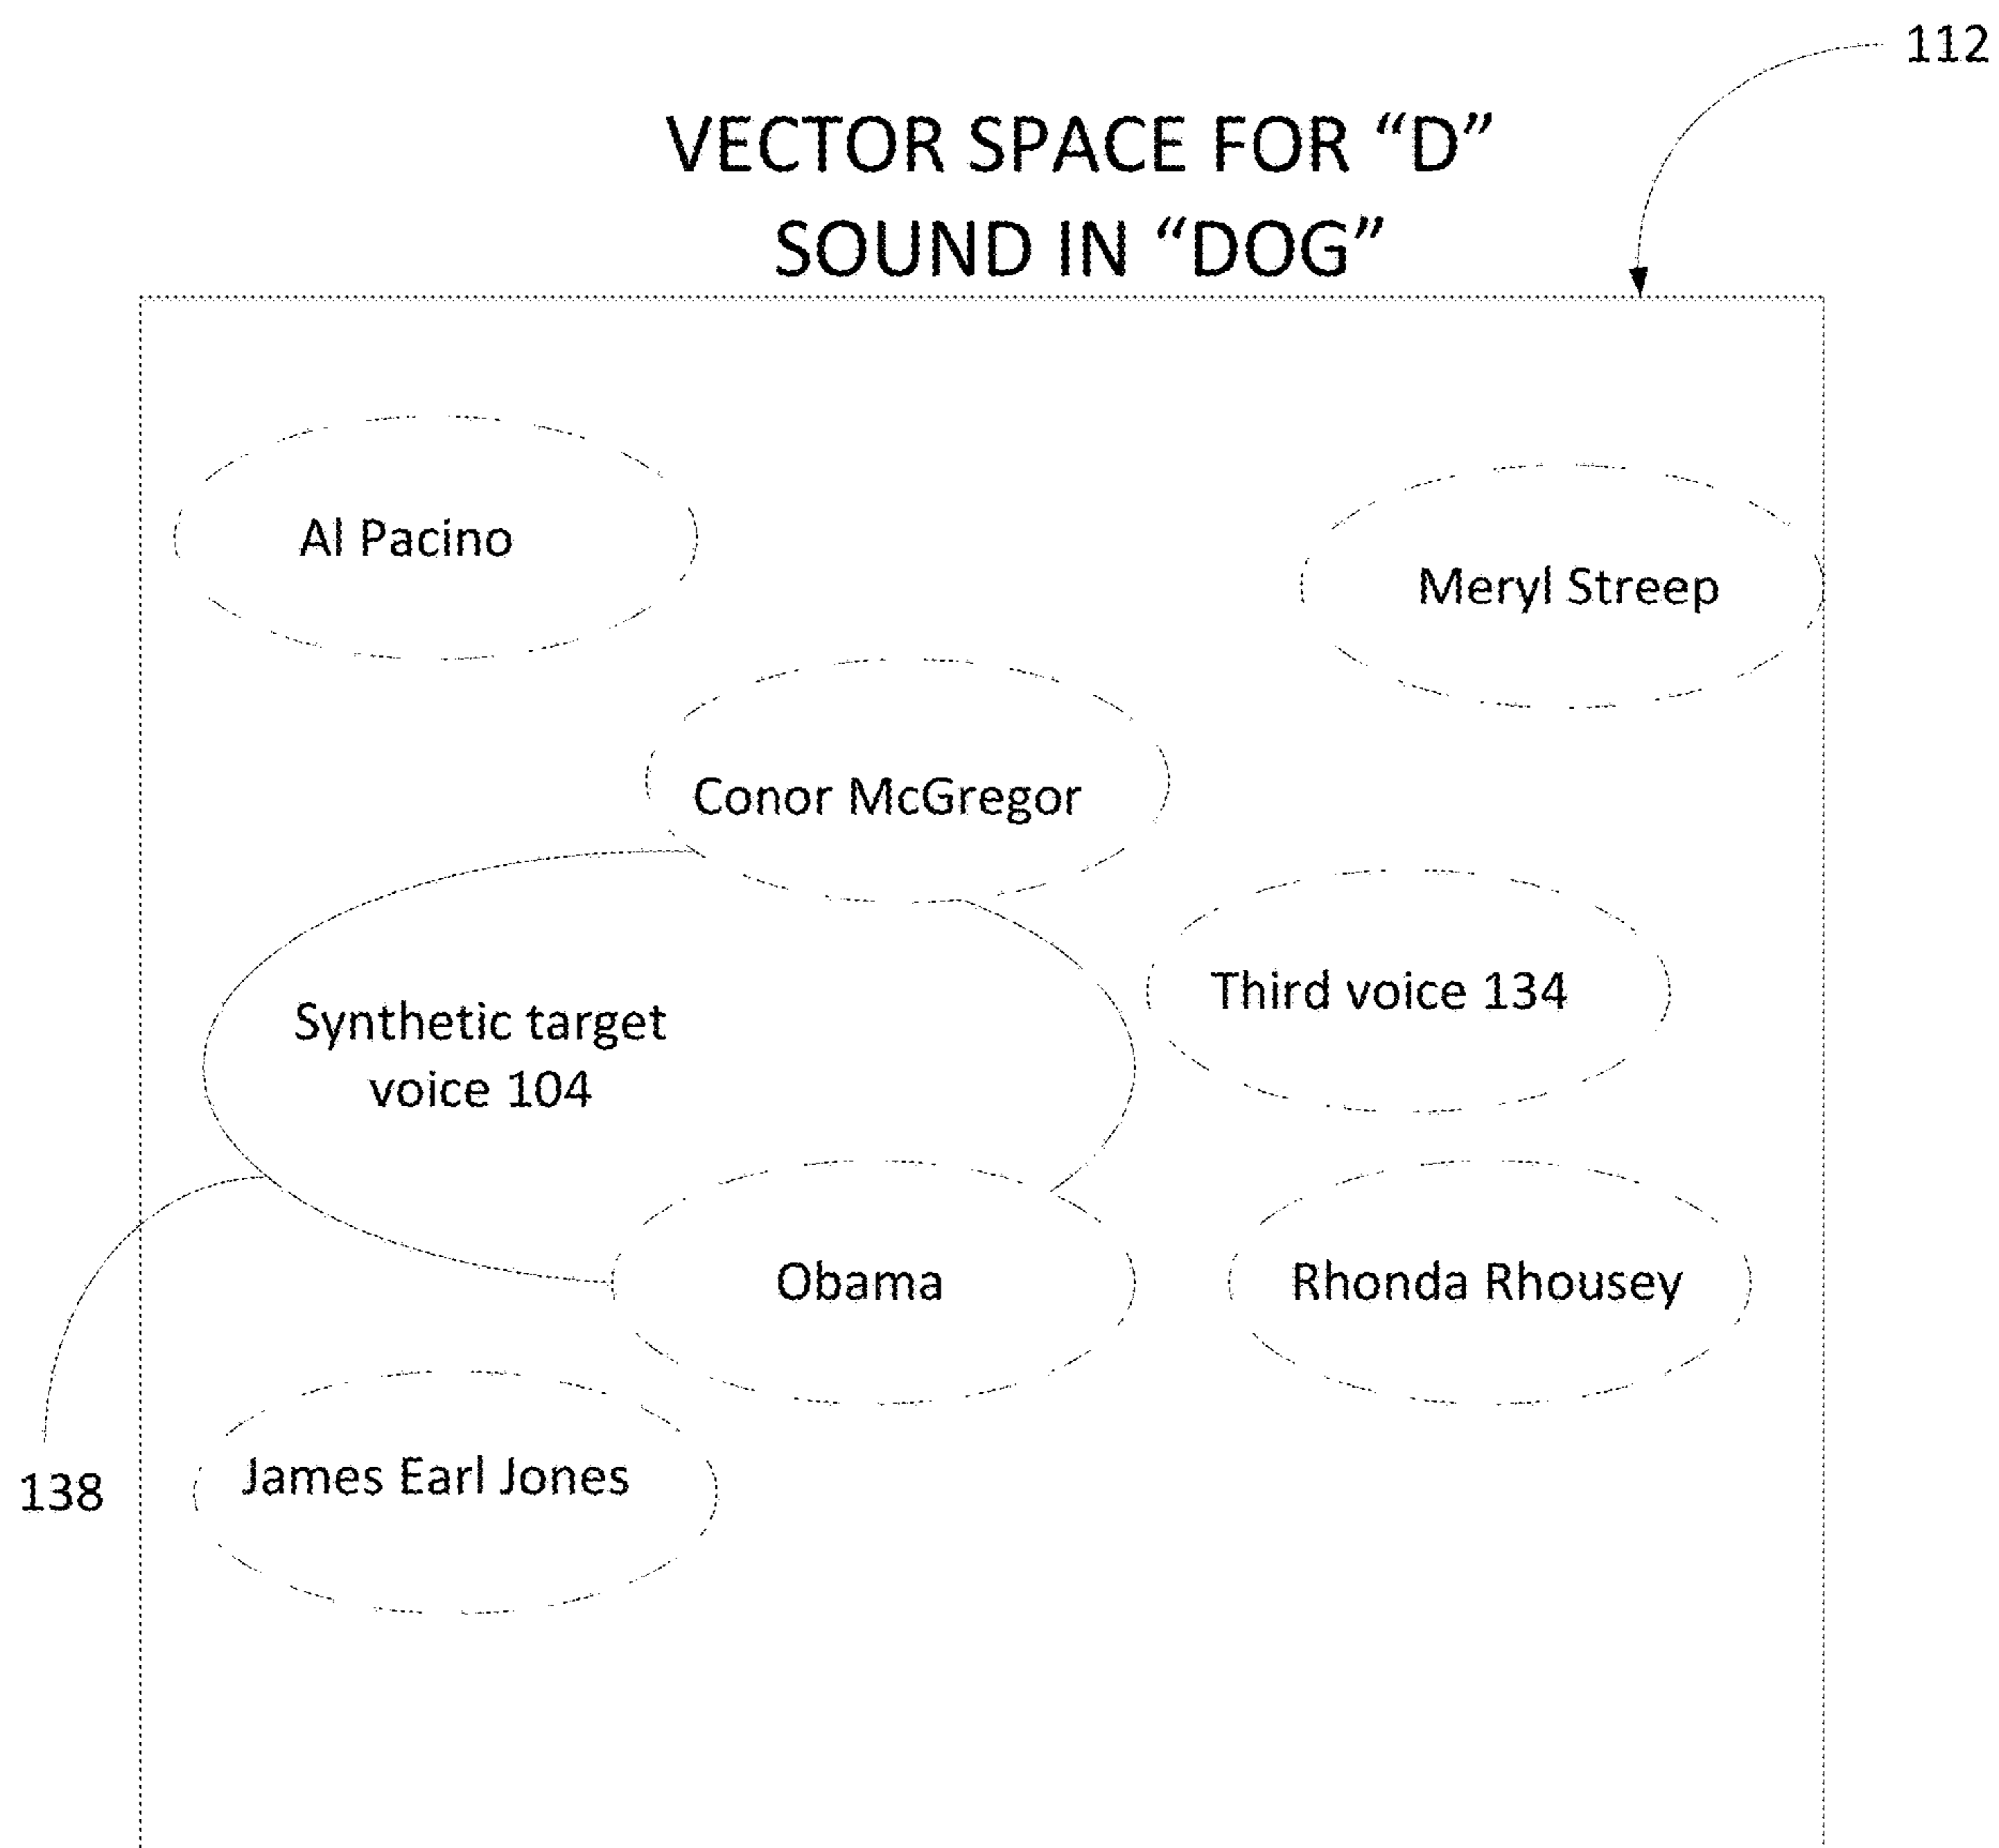 112
VECTOR SPACE FOR “D”
SOUND IN “DOG”
Al Pacino
Meryl Streep
Conor McGregor
Third voice 134
Synthetic target
voice 104
Obama
Rhonda Rhousey
James Earl Jones
138